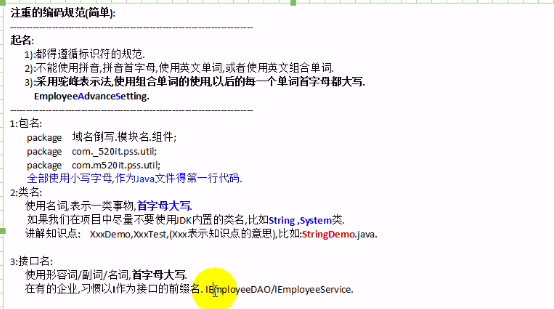 注重的编码规范(简单):
起名:
1):都得遵循标识符的规范.
2):不能使用拼音,拼音首字母,使用英文单词,或者使用英文组合单词.
3):采用驼峰表示法,使用组合单词的使用,以后的每一个单词首字母都大写.
EmployeeAdvanceSetting.
1:包名:
package 域名倒写.模块名.组件;
package com._520it.pss.util;
package com.m520it.pss.util;
全部使用小写字母,作为Java文件得第一行代码.
2:类名:
使用名词,表示一类事物,首字母大写.
如果我们在项目中尽量不要使用JDK内置的类名,比如String ,System类.
讲解知识点: XxxDemo,XxxTest,(Xxx表示知识点的意思),比如:StringDemo.java.
3:接口名:
使用形容词/副词/名词,首字母大写.
在有的企业,习惯以I作为接口的前缀名. IEmployeeDAO/IEmployeeService.